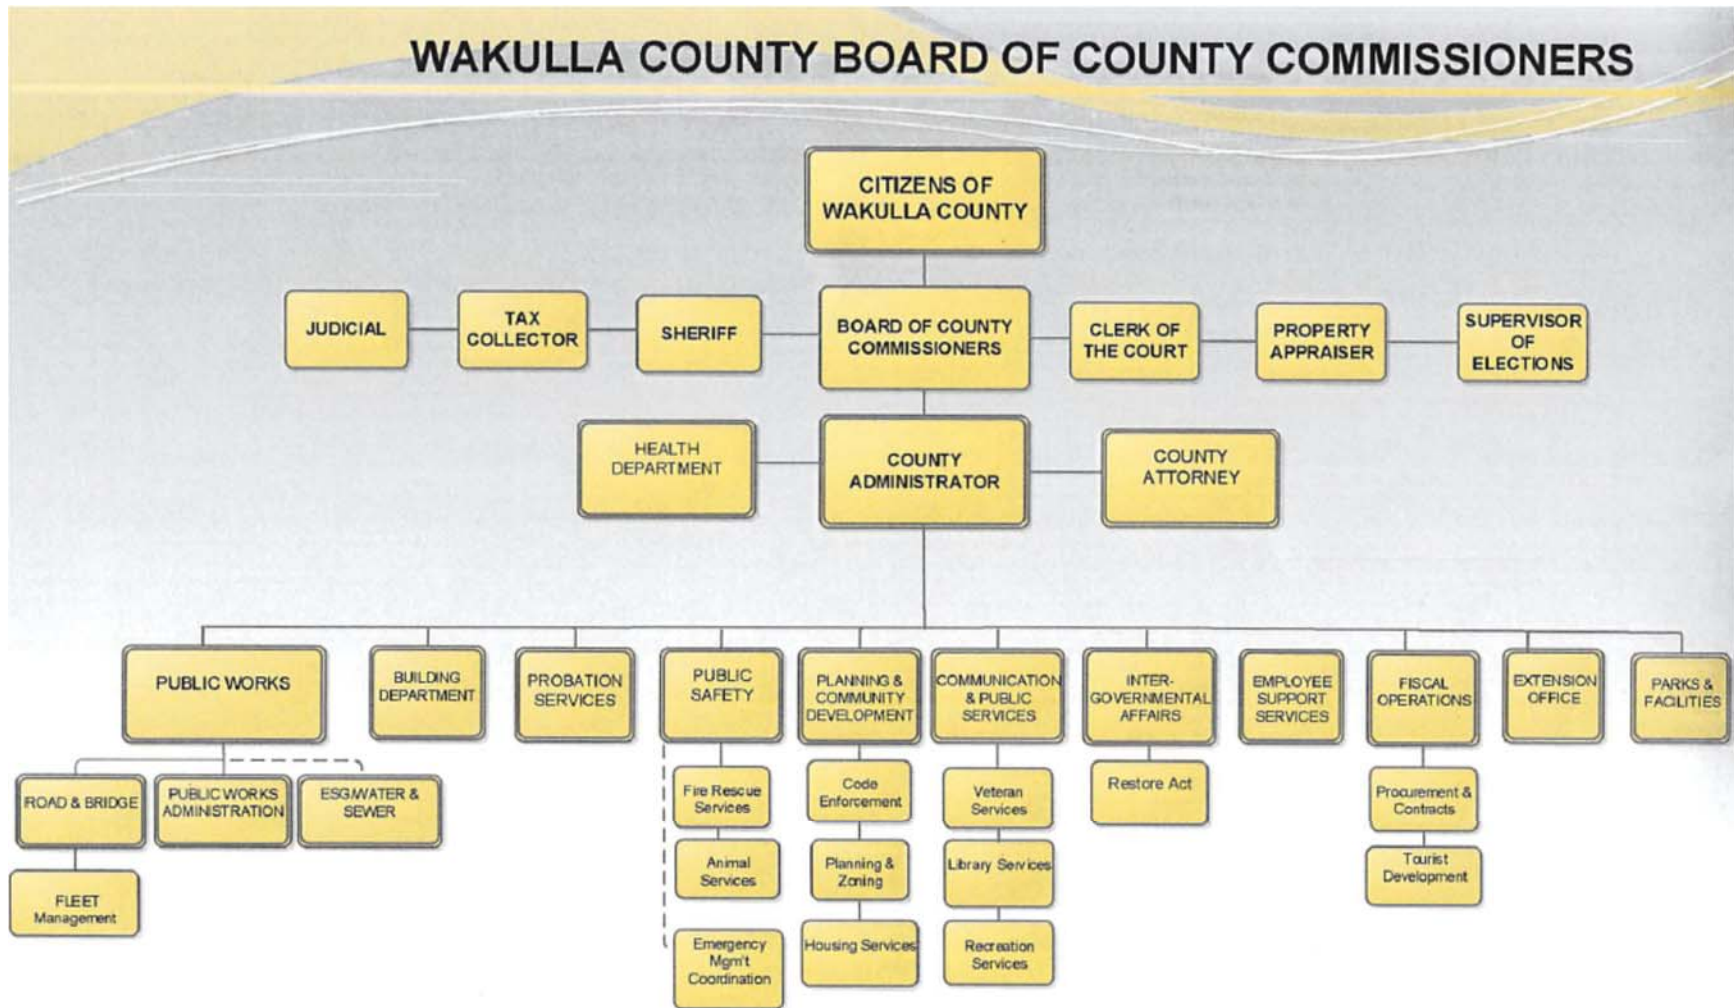 WAKULLA COUNTY BOARD OF COUNTY COMMISSIONERS
CITIZENS OF
WAKULLA COUNTY
JUDICIAL
TAX
COLLECTOR
SHERIFF
BOARD OF COUNTY
COMMISSIONERS
CLERK OF
THE COURT
PROPERTY
APPRAISER
SUPERVISOR
OF
ELECTIONS
HEALTH
DEPARTMENT
COUNTY
ADMINISTRATOR
COUNTY
ATTORNEY
PUBLIC WORKS
BUILDING
DEPARTMENT
PROBATION
SERVICES
PUBLIC
SAFETY
PLANNING &
COMMUNITY
DEVELOPMENT
COMMUNICATION
& PUBLIC
SERVICES
INTER-
GOVERNMENTAL
AFFAIRS
EMPLOYEE
SUPPORT
SERVICES
FISCAL
OPERATIONS
EXTENSION
OFFICE
PARKS &
FACILITIES
ROAD & BRIDGE
PUBLIC WORKS
ADMINISTRATION
ESG/WATER &
SEWER
Fire Rescue
Services
Code
Enforcement
Veteran
Services
Restore Act
Procurement &
Contracts
Animal
Services
Planning &
Zoning
Library Services
Tourist
Development
FLEET
Management
Emergency
Mgm't
Coordination
Housing Services
Recreation
Services